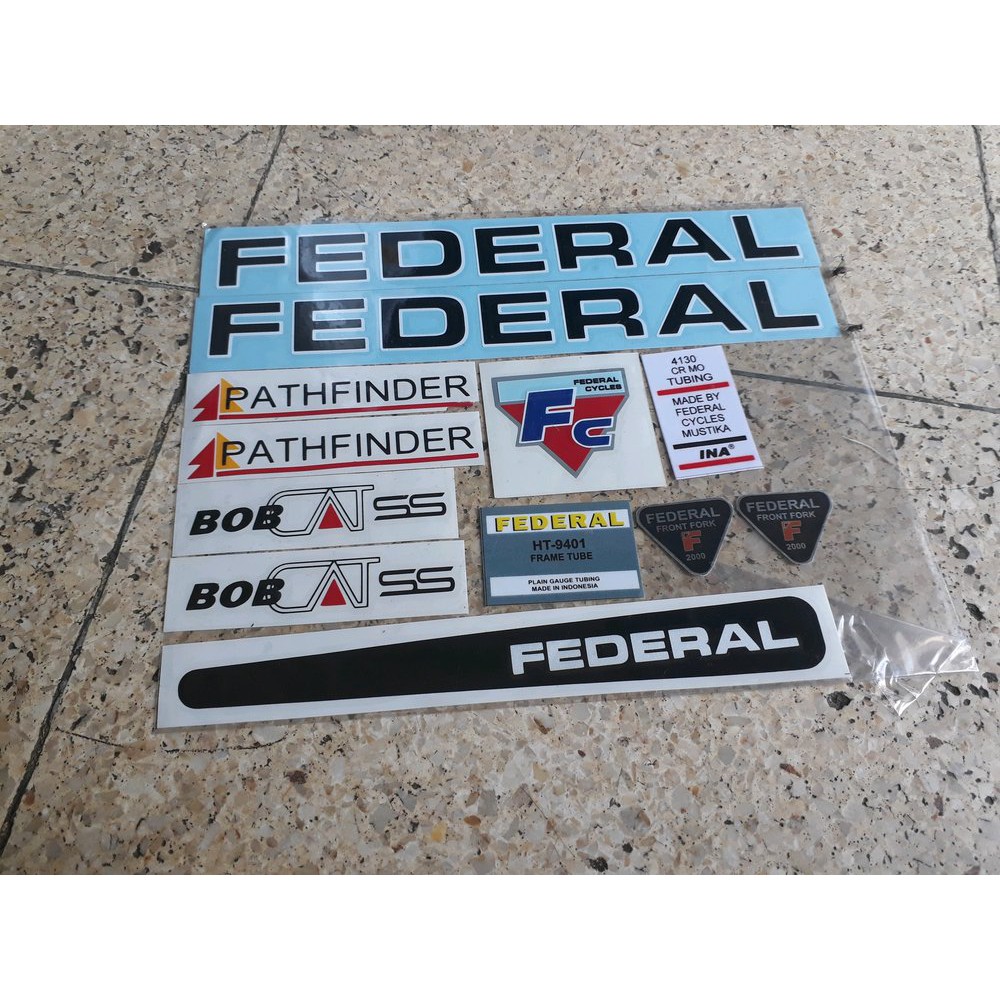 FEDERAL
FEDERAL
PATHFINDER
PATHFINDER
BOBCAT SS
BOBCAT SS
FEDERAL
CYCLES
FC
4130
CR MO
TUBING
MADE BY
FEDERAL
CYCLES
MUSTIKA
INA®
FEDERAL
HT-9401
FRAME TUBE
PLAIN GAUGE TUBING
MADE IN INDONESIA
FEDERAL
FRONT FORK
F
2000
FEDERAL
FRONT FORK
F
2000
FEDERAL